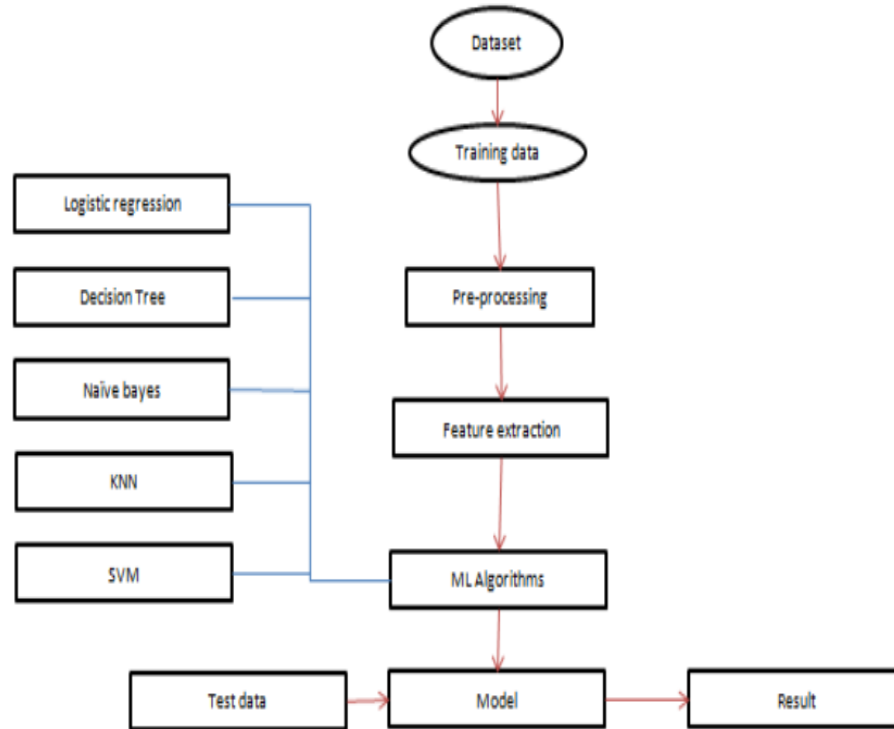 Dataset
Training data
Logistic regression
Decision Tree
Pre-processing
Naïve bayes
Feature extraction
KNN
SVM
ML Algorithms
Test data
Model
Result